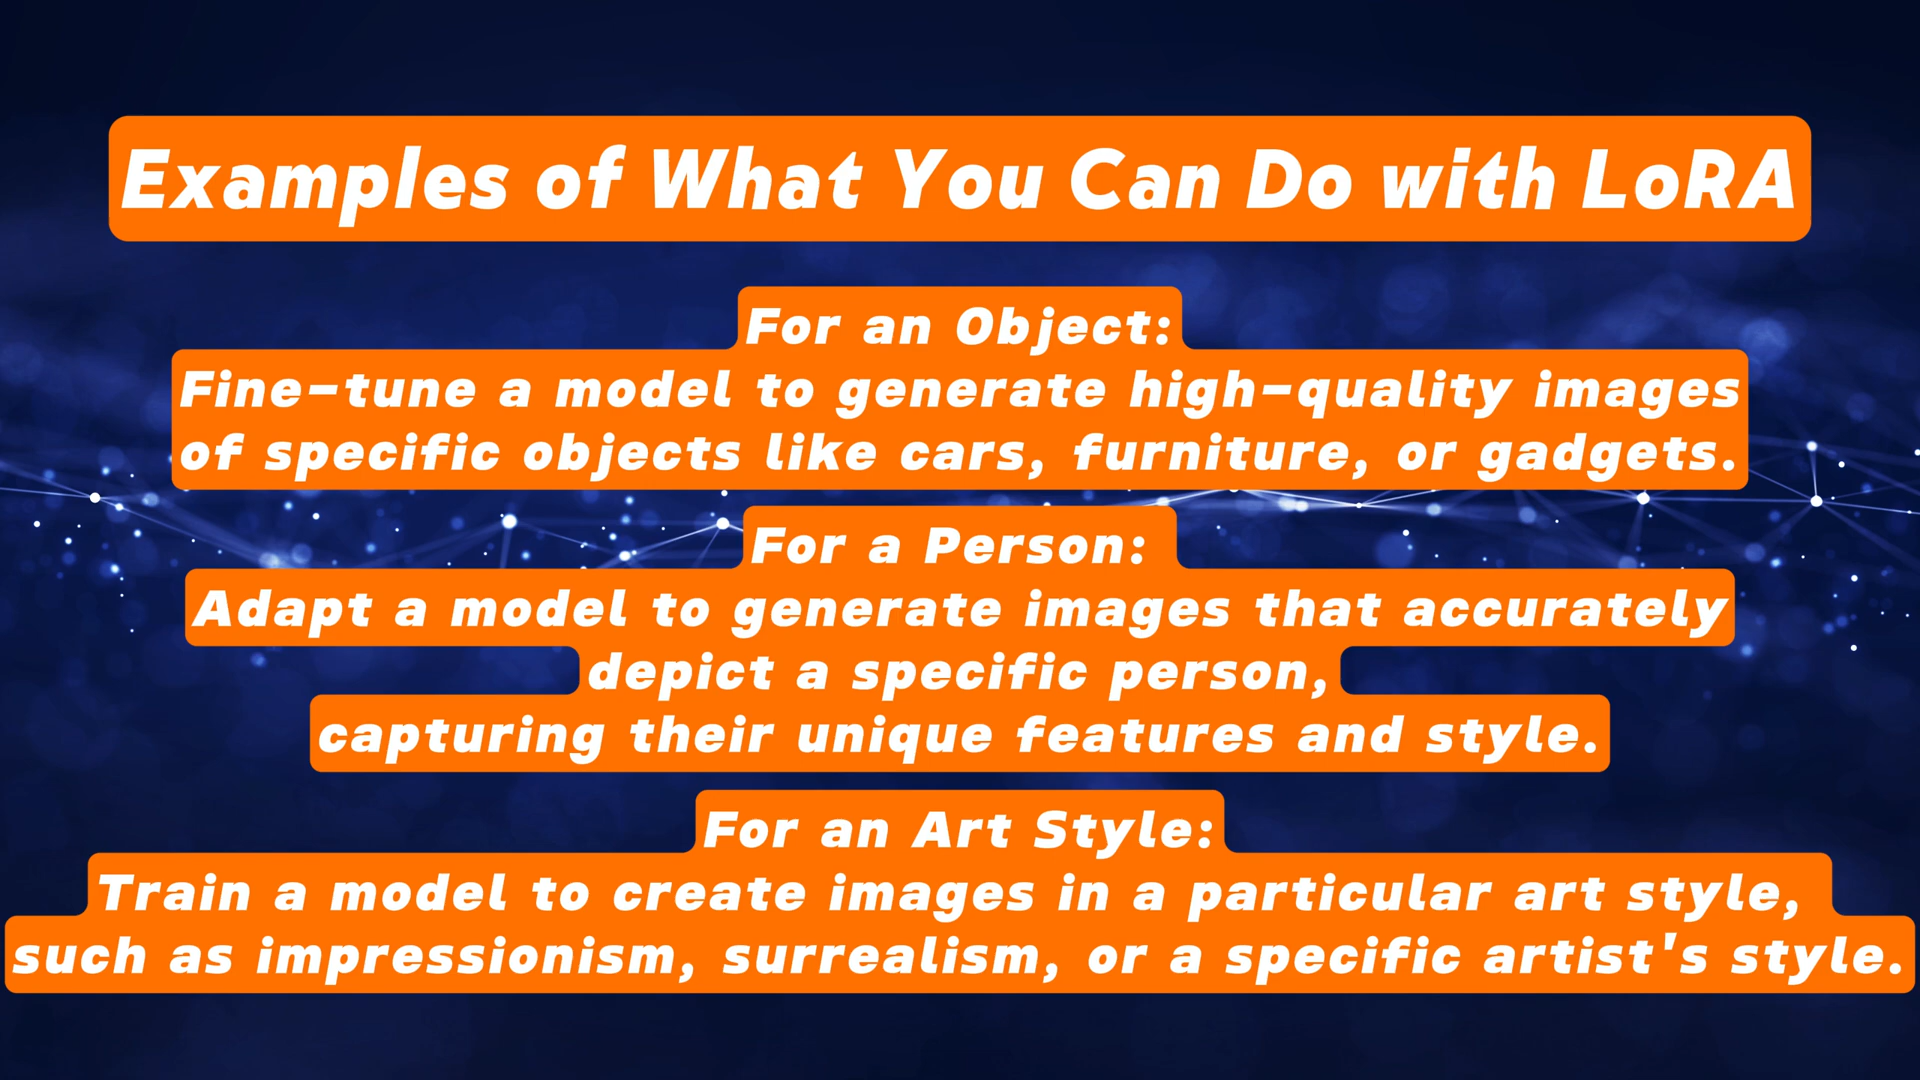 Examples of What You Can Do with LoRA
For an Object:
Fine-tune a model to generate high-quality images
of specific objects like cars, furniture, or gadgets.
For a Person:
Adapt a model to generate images that accurately
depict a specific person,
capturing their unique features and style.
For an Art Style:
Train a model to create images in a particular art style,
such as impressionism, surrealism, or a specific artist's style.